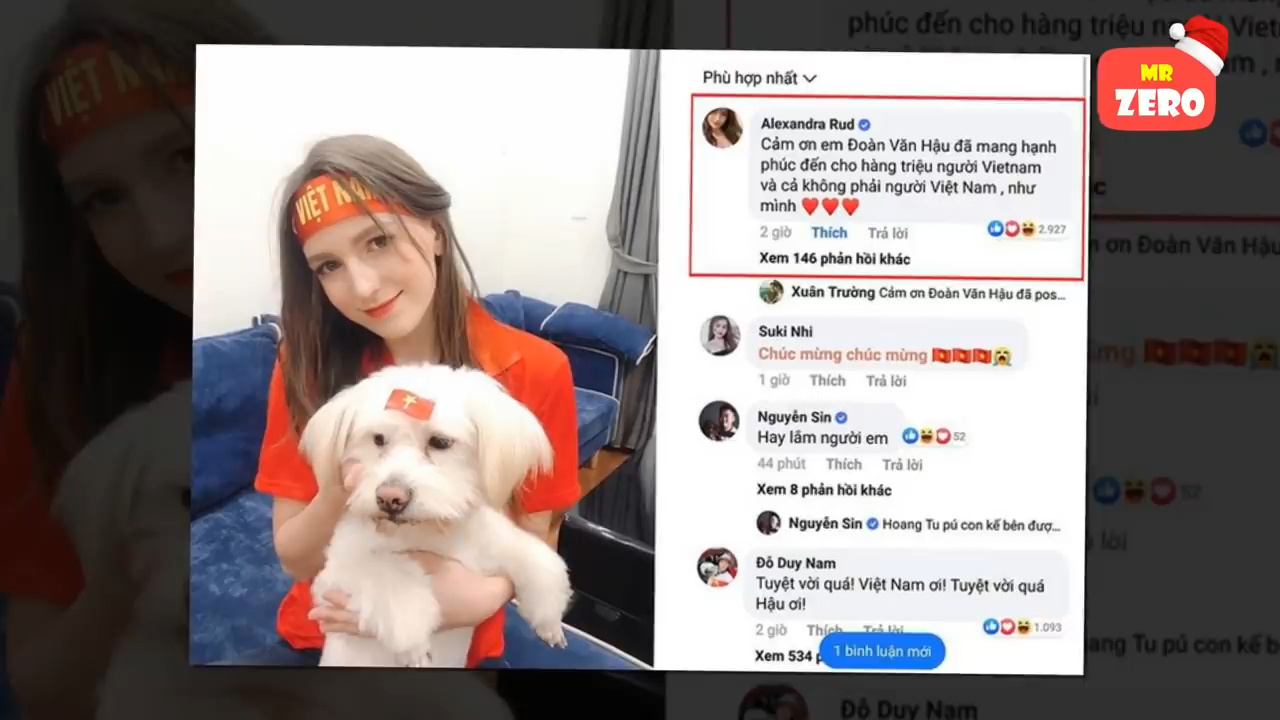 MR
ZERO
VIỆT NAM
Phù hợp nhất
Alexandra Rud
Cảm ơn em Đoàn Văn Hậu đã mang hạnh
phúc đến cho hàng triệu người Vietnam
và cả không phải người Việt Nam , như
mình ❤️❤️❤️
2 giờ Thích Trả lời 2.927
Xem 146 phản hồi khác
Xuân Trường Cảm ơn Đoàn Văn Hậu đã pos...
Suki Nhi
Chúc mừng chúc mừng 🇻🇳🇻🇳🇻🇳😭
1 giờ Thích Trả lời
Nguyễn Sin
Hay lắm người em 52
44 phút Thích Trả lời
Xem 8 phản hồi khác
Nguyễn Sin Hoang Tu pú con kế bên đượ...
Đỗ Duy Nam
Tuyệt vời quá! Việt Nam ơi! Tuyệt vời quá
Hậu ơi!
2 giờ Thích Trả lời 1.093
Xem 534
1 bình luận mới